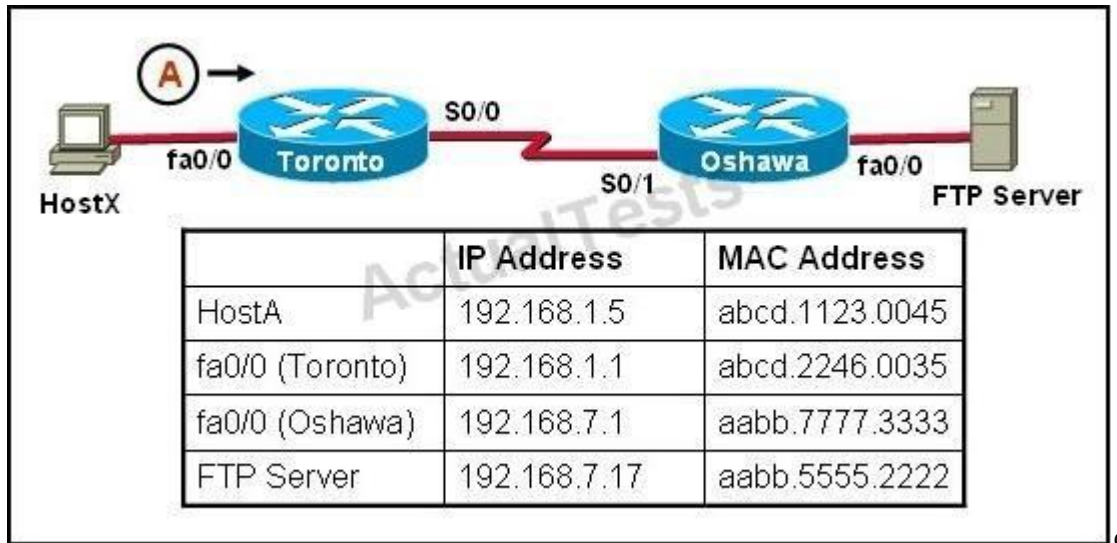 A
S0/0
fa0/0
Toronto
S0/1
Oshawa
fa0/0
HostX
FTP Server
ActualTests
IP Address MAC Address
HostA 192.168.1.5 abcd.1123.0045
fa0/0 (Toronto) 192.168.1.1 abcd.2246.0035
fa0/0 (Oshawa) 192.168.7.1 aabb.7777.3333
FTP Server 192.168.7.17 aabb.5555.2222